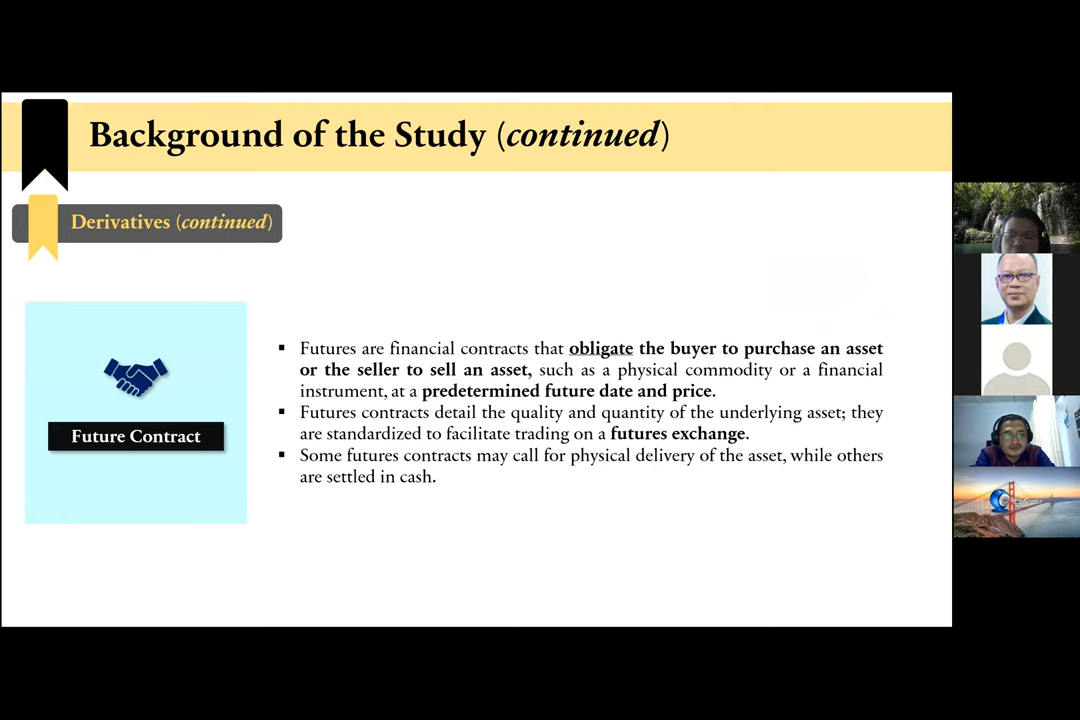 Background of the Study (continued)
Derivatives (continued)
Future Contract
▪ Futures are financial contracts that obligate the buyer to purchase an asset
or the seller to sell an asset, such as a physical commodity or a financial
instrument, at a predetermined future date and price.
▪ Futures contracts detail the quality and quantity of the underlying asset; they
are standardized to facilitate trading on a futures exchange.
▪ Some futures contracts may call for physical delivery of the asset, while others
are settled in cash.